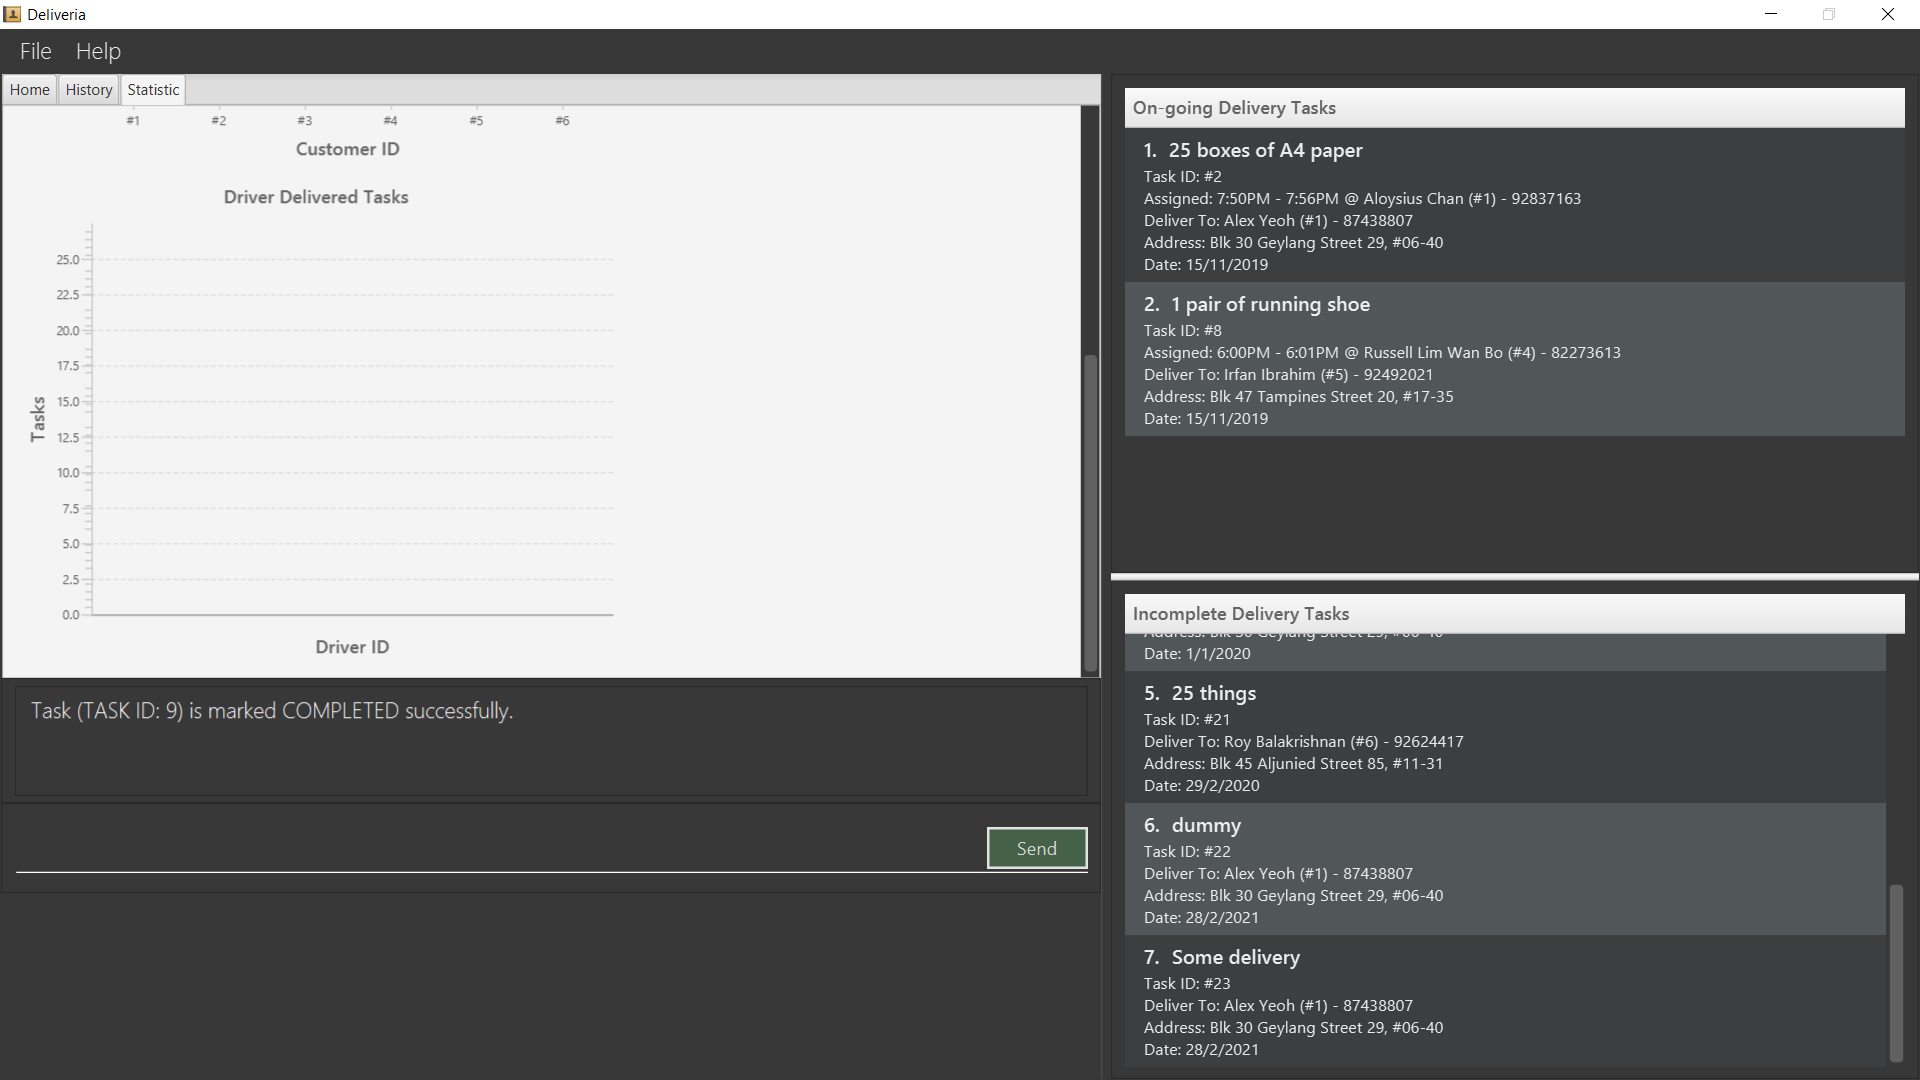 Deliveria
File Help
Home History Statistic
#1 #2 #3 #4 #5 #6
Customer ID
Driver Delivered Tasks
25.0
22.5
20.0
17.5
15.0
12.5
10.0
7.5
5.0
2.5
0.0
Tasks
Driver ID
Task (TASK ID: 9) is marked COMPLETED successfully.
Send
On-going Delivery Tasks
1. 25 boxes of A4 paper
Task ID: #2
Assigned: 7:50PM - 7:56PM @ Aloysius Chan (#1) - 92837163
Deliver To: Alex Yeoh (#1) - 87438807
Address: Blk 30 Geylang Street 29, #06-40
Date: 15/11/2019
2. 1 pair of running shoe
Task ID: #8
Assigned: 6:00PM - 6:01PM @ Russell Lim Wan Bo (#4) - 82273613
Deliver To: Irfan Ibrahim (#5) - 92492021
Address: Blk 47 Tampines Street 20, #17-35
Date: 15/11/2019
Incomplete Delivery Tasks
Address: Blk 30 Geylang Street 29, #06-40
Date: 1/1/2020
5. 25 things
Task ID: #21
Deliver To: Roy Balakrishnan (#6) - 92624417
Address: Blk 45 Aljunied Street 85, #11-31
Date: 29/2/2020
6. dummy
Task ID: #22
Deliver To: Alex Yeoh (#1) - 87438807
Address: Blk 30 Geylang Street 29, #06-40
Date: 28/2/2021
7. Some delivery
Task ID: #23
Deliver To: Alex Yeoh (#1) - 87438807
Address: Blk 30 Geylang Street 29, #06-40
Date: 28/2/2021